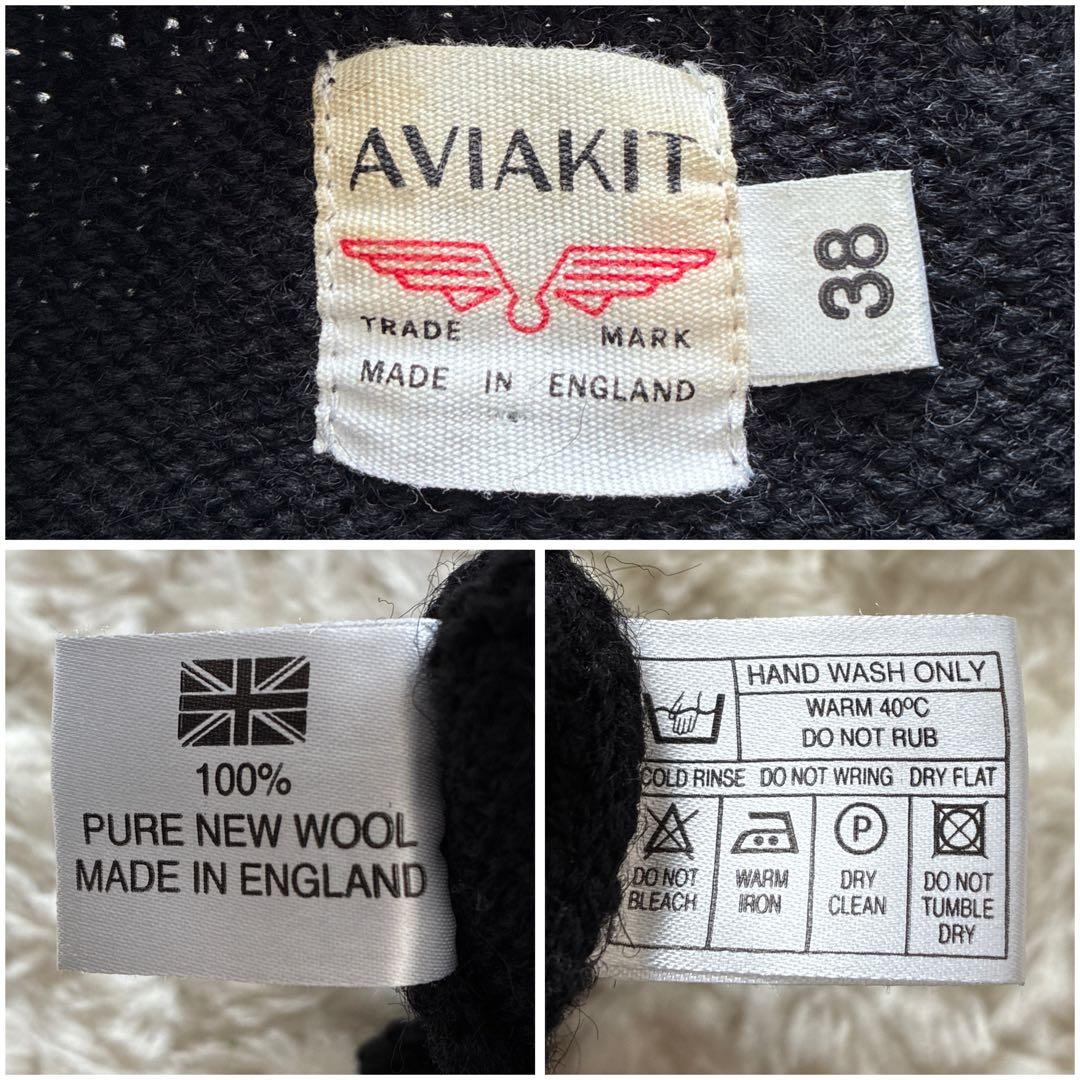 AVIAKIT
TRADE MARK
MADE IN ENGLAND
38
100%
PURE NEW WOOL
MADE IN ENGLAND
HAND WASH ONLY
WARM 40ºC
DO NOT RUB
COLD RINSE DO NOT WRING DRY FLAT
P
DO NOT
BLEACH
WARM
IRON
DRY
CLEAN
DO NOT
TUMBLE
DRY